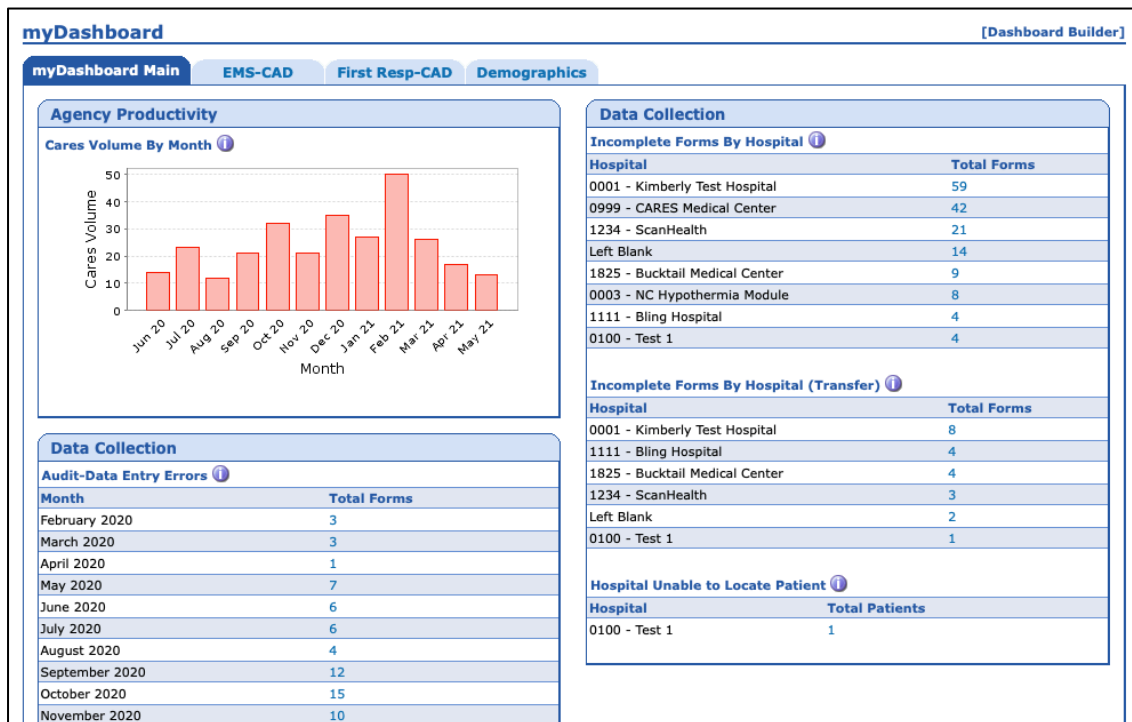 myDashboard
[Dashboard Builder]
myDashboard Main
EMS-CAD
First Resp-CAD
Demographics
Agency Productivity
Cares Volume By Month
Cares Volume
50
40
30
20
10
0
Jun 20
Jul 20
Aug 20
Sep 20
Oct 20
Nov 20
Dec 20
Jan 21
Feb 21
Mar 21
Apr 21
May 21
Month
Data Collection
Audit-Data Entry Errors
Month Total Forms
February 2020 3
March 2020 3
April 2020 1
May 2020 7
June 2020 6
July 2020 6
August 2020 4
September 2020 12
October 2020 15
November 2020 10
Data Collection
Incomplete Forms By Hospital
Hospital Total Forms
0001 - Kimberly Test Hospital 59
0999 - CARES Medical Center 42
1234 - ScanHealth 21
Left Blank 14
1825 - Bucktail Medical Center 9
0003 - NC Hypothermia Module 8
1111 - Bling Hospital 4
0100 - Test 1 4
Incomplete Forms By Hospital (Transfer)
Hospital Total Forms
0001 - Kimberly Test Hospital 8
1111 - Bling Hospital 4
1825 - Bucktail Medical Center 4
1234 - ScanHealth 3
Left Blank 2
0100 - Test 1 1
Hospital Unable to Locate Patient
Hospital Total Patients
0100 - Test 1 1